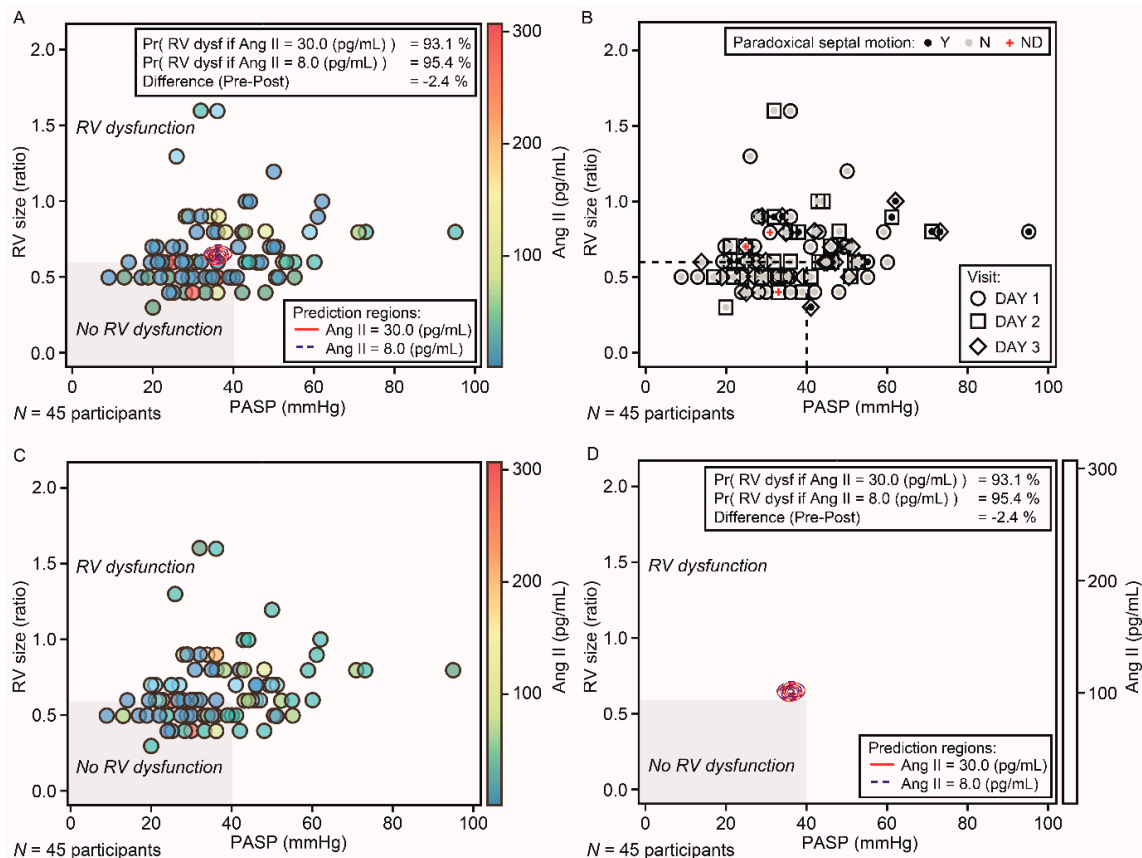 A
Pr( RV dysf if Ang II = 30.0 (pg/mL) ) = 93.1 %
Pr( RV dysf if Ang II = 8.0 (pg/mL) ) = 95.4 %
Difference (Pre-Post) = -2.4 %
RV dysfunction
No RV dysfunction
Prediction regions:
Ang II = 30.0 (pg/mL)
Ang II = 8.0 (pg/mL)
RV size (ratio)
2.0
1.5
1.0
0.5
0.0
0 20 40 60 80 100
PASP (mmHg)
N = 45 participants
300
200
100
Ang II (pg/mL)
B
Paradoxical septal motion: Y N ND
Visit:
DAY 1
DAY 2
DAY 3
RV size (ratio)
2.0
1.5
1.0
0.5
0.0
0 20 40 60 80 100
PASP (mmHg)
N = 45 participants
C
RV dysfunction
No RV dysfunction
RV size (ratio)
2.0
1.5
1.0
0.5
0.0
0 20 40 60 80 100
PASP (mmHg)
N = 45 participants
300
200
100
Ang II (pg/mL)
D
Pr( RV dysf if Ang II = 30.0 (pg/mL) ) = 93.1 %
Pr( RV dysf if Ang II = 8.0 (pg/mL) ) = 95.4 %
Difference (Pre-Post) = -2.4 %
RV dysfunction
No RV dysfunction
Prediction regions:
Ang II = 30.0 (pg/mL)
Ang II = 8.0 (pg/mL)
RV size (ratio)
2.0
1.5
1.0
0.5
0.0
0 20 40 60 80 100
PASP (mmHg)
N = 45 participants
300
200
100
Ang II (pg/mL)